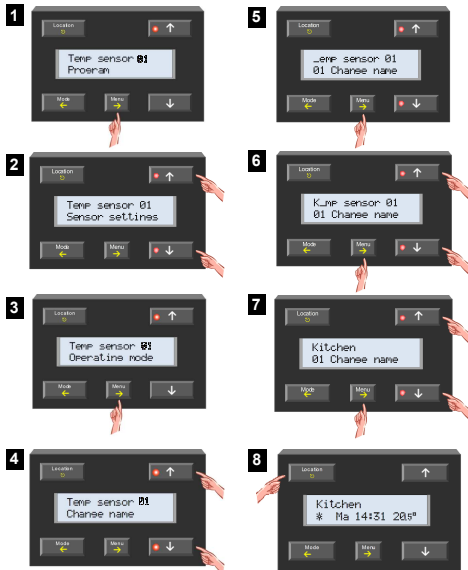 1
Location
Temp sensor 01
Program
Mode Menu
2
Location
Temp sensor 01
Sensor settings
Mode Menu
3
Location
Temp sensor 01
Operating mode
Mode Menu
4
Location
Temp sensor 01
Change name
Mode Menu
5
Location
_emp sensor 01
01 Change name
Mode Menu
6
Location
K_mp sensor 01
01 Change name
Mode Menu
7
Location
Kitchen
01 Change name
Mode Menu
8
Location
Kitchen
* Ma 14:31 20.5°
Mode Menu